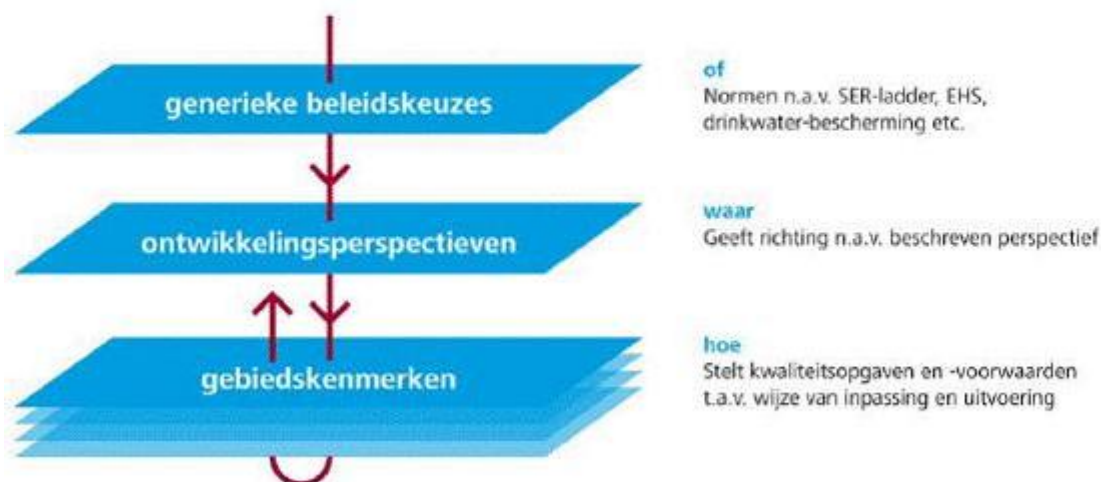 generieke beleidskeuzes
of
Normen n.a.v. SER-ladder, EHS,
drinkwater-bescherming etc.
ontwikkelingsperspectieven
waar
Geeft richting n.a.v. beschreven perspectief
gebiedskenmerken
hoe
Stelt kwaliteitsopgaven en -voorwaarden
t.a.v. wijze van inpassing en uitvoering